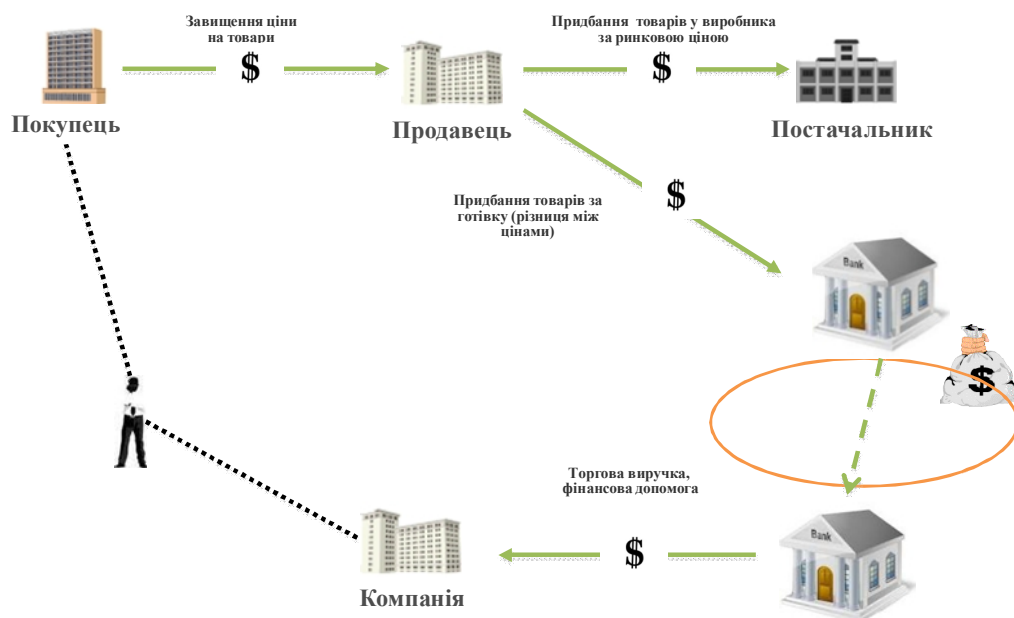 Завищення ціни
на товари
$
Придбання товарів у виробника
за ринковою ціною
$
Покупець
Продавець
Постачальник
Придбання товарів за
готівку (різниця між
цінами)
$
Bank
$
Торгова виручка,
фінансова допомога
$
Bank
Компанія